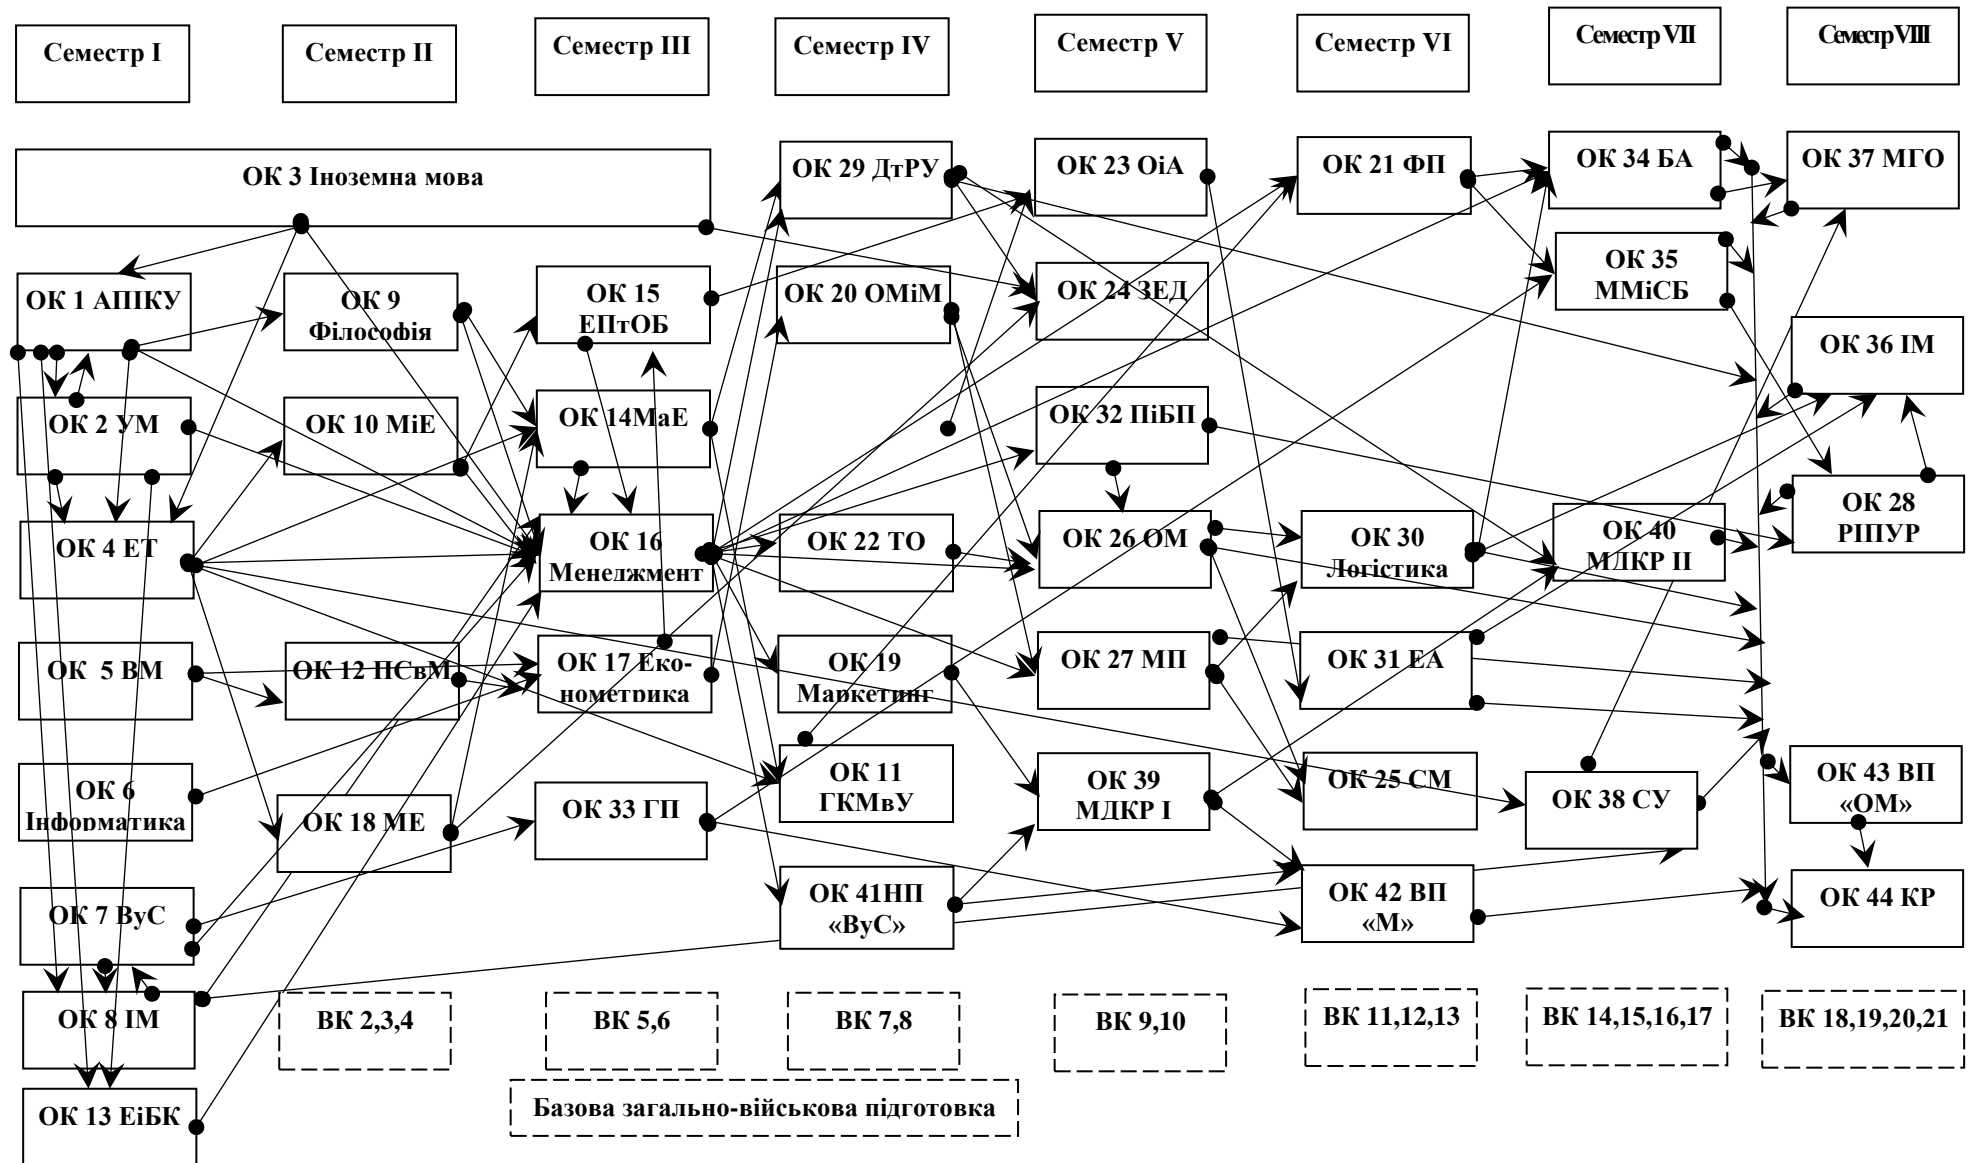 Семестр I
Семестр II
Семестр III
Семестр IV
Семестр V
Семестр VI
Семестр VII
Семестр VIII
ОК 3 Іноземна мова
ОК 29 ДтРУ
ОК 23 ОіА
ОК 21 ФП
ОК 34 БА
ОК 37 МГО
ОК 1 АПІКУ
ОК 9
Філософія
ОК 15
ЕПтОБ
ОК 20 ОМіМ
ОК 24 ЗЕД
ОК 35
ММіСБ
ОК 36 ІМ
ОК 2 УМ
ОК 10 МіЕ
ОК 14МаЕ
ОК 32 ПіБП
ОК 4 ЕТ
ОК 16
Менеджмент
ОК 22 ТО
ОК 26 ОМ
ОК 30
Логістика
ОК 40
МДКР ІІ
ОК 28
РІПУР
ОК 5 ВМ
ОК 12 ПСвМ
ОК 17 Еко-
нометрика
ОК 19
Маркетинг
ОК 27 МП
ОК 31 ЕА
ОК 6
Інформатика
ОК 18 МЕ
ОК 33 ГП
ОК 11
ГКМвУ
ОК 39
МДКР І
ОК 25 СМ
ОК 38 СУ
ОК 43 ВП
«ОМ»
ОК 7 ВуС
ОК 41НП
«ВуС»
ОК 42 ВП
«М»
ОК 44 КР
ОК 8 ІМ
ВК 2,3,4
ВК 5,6
ВК 7,8
ВК 9,10
ВК 11,12,13
ВК 14,15,16,17
ВК 18,19,20,21
ОК 13 ЕіБК
Базова загально-військова підготовка